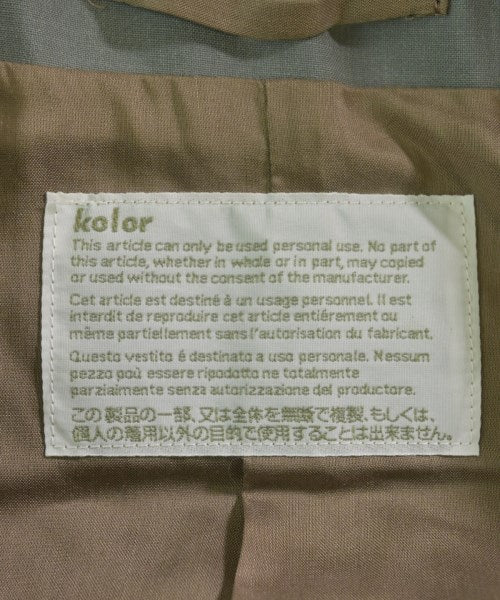 kolor
This article can only be used personal use. No part of
this article, whether in whole or in part, may copied
or used without the consent of the manufacturer.
Cet article est destiné à un usage personnel. Il est
interdit de reproduire cet article entiérement ou
même partiellement sans l'autorisation du fabricant.
Questo vestito é destinato a uso personale. Nessum
pezzo poù essere ripodotto ne totalmente
parzialmente senza autorizzazione del productore.
この製品の一部、又は全体を無断で複製、もしくは、
個人の着用以外の目的で使用することは出来ません。